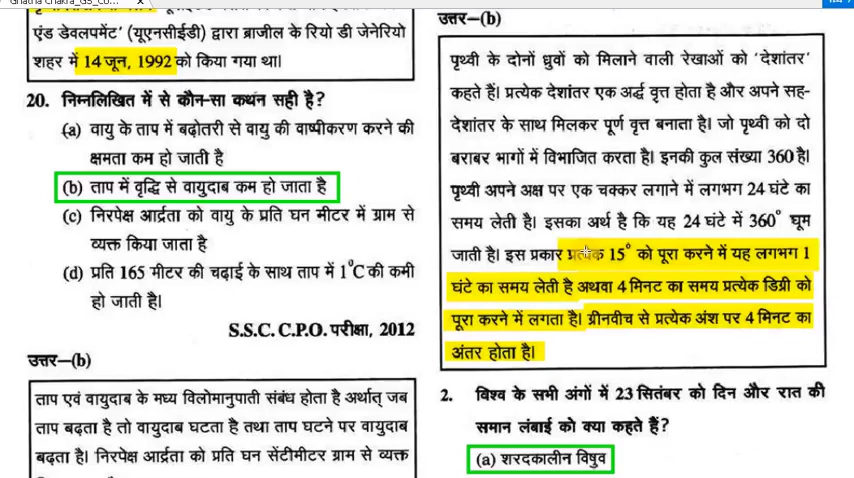 Ghatna Chakra_GS_Co... X
एंड डेवलपमेंट' (यूएनसीईडी) द्वारा ब्राजील के रियो डी जेनेरियो
शहर में 14 जून, 1992 को किया गया था।
20. निम्नलिखित में से कौन-सा कथन सही है?
(a) वायु के ताप में बढ़ोतरी से वायु की वाष्पीकरण करने की
क्षमता कम हो जाती है
(b) ताप में वृद्धि से वायुदाब कम हो जाता है
(c) निरपेक्ष आर्द्रता को वायु के प्रति घन मीटर में ग्राम से
व्यक्त किया जाता है
(d) प्रति 165 मीटर की चढ़ाई के साथ ताप में 1⁰C की कमी
हो जाती है।
S.S.C. C.P.O. परीक्षा, 2012
उत्तर—(b)
ताप एवं वायुदाब के मध्य विलोमानुपाती संबंध होता है अर्थात् जब
ताप बढ़ता है तो वायुदाब घटता है तथा ताप घटने पर वायुदाब
बढ़ता है। निरपेक्ष आर्द्रता को प्रति घन सेंटीमीटर ग्राम से व्यक्त
उत्तर—(b)
पृथ्वी के दोनों ध्रुवों को मिलाने वाली रेखाओं को 'देशांतर'
कहते हैं। प्रत्येक देशांतर एक अर्द्ध वृत्त होता है और अपने सह-
देशांतर के साथ मिलकर पूर्ण वृत्त बनाता है। जो पृथ्वी को दो
बराबर भागों में विभाजित करता है। इनकी कुल संख्या 360 है।
पृथ्वी अपने अक्ष पर एक चक्कर लगाने में लगभग 24 घंटे का
समय लेती है। इसका अर्थ है कि यह 24 घंटे में 360° घूम
जाती है। इस प्रकार प्रत्येक 15° को पूरा करने में यह लगभग 1
घंटे का समय लेती है अथवा 4 मिनट का समय प्रत्येक डिग्री को
पूरा करने में लगता है। ग्रीनवीच से प्रत्येक अंश पर 4 मिनट का
अंतर होता है।
2. विश्व के सभी अंगों में 23 सितंबर को दिन और रात की
समान लंबाई को क्या कहते हैं?
(a) शरदकालीन विषुव